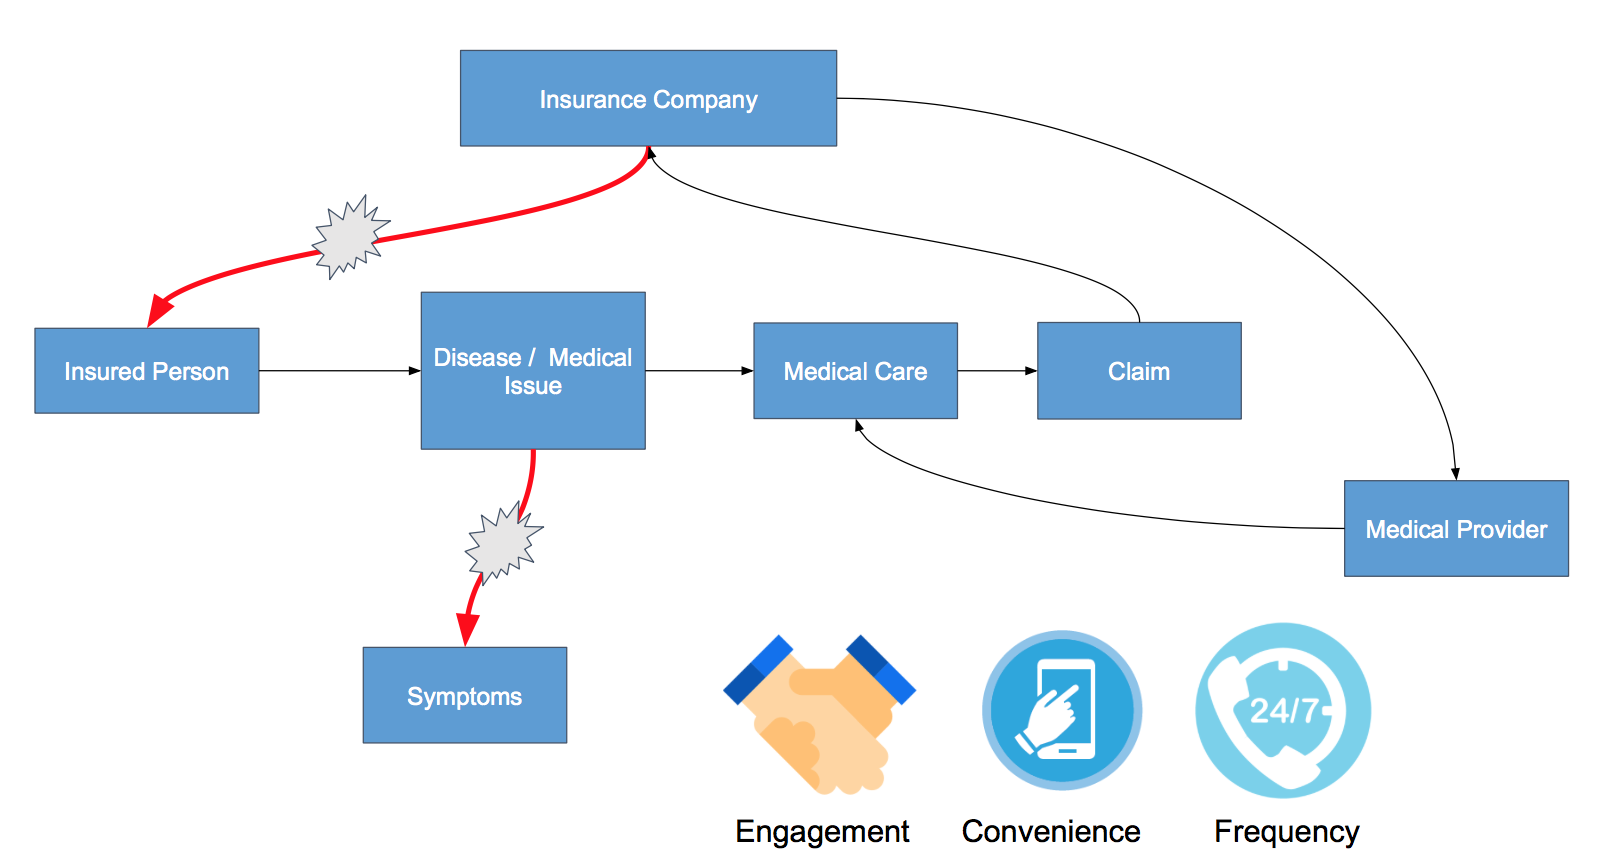 Insurance Company
Insured Person
Disease /  Medical
Issue
Medical Care
Claim
Medical Provider
Symptoms
24/7
Engagement
Convenience
Frequency